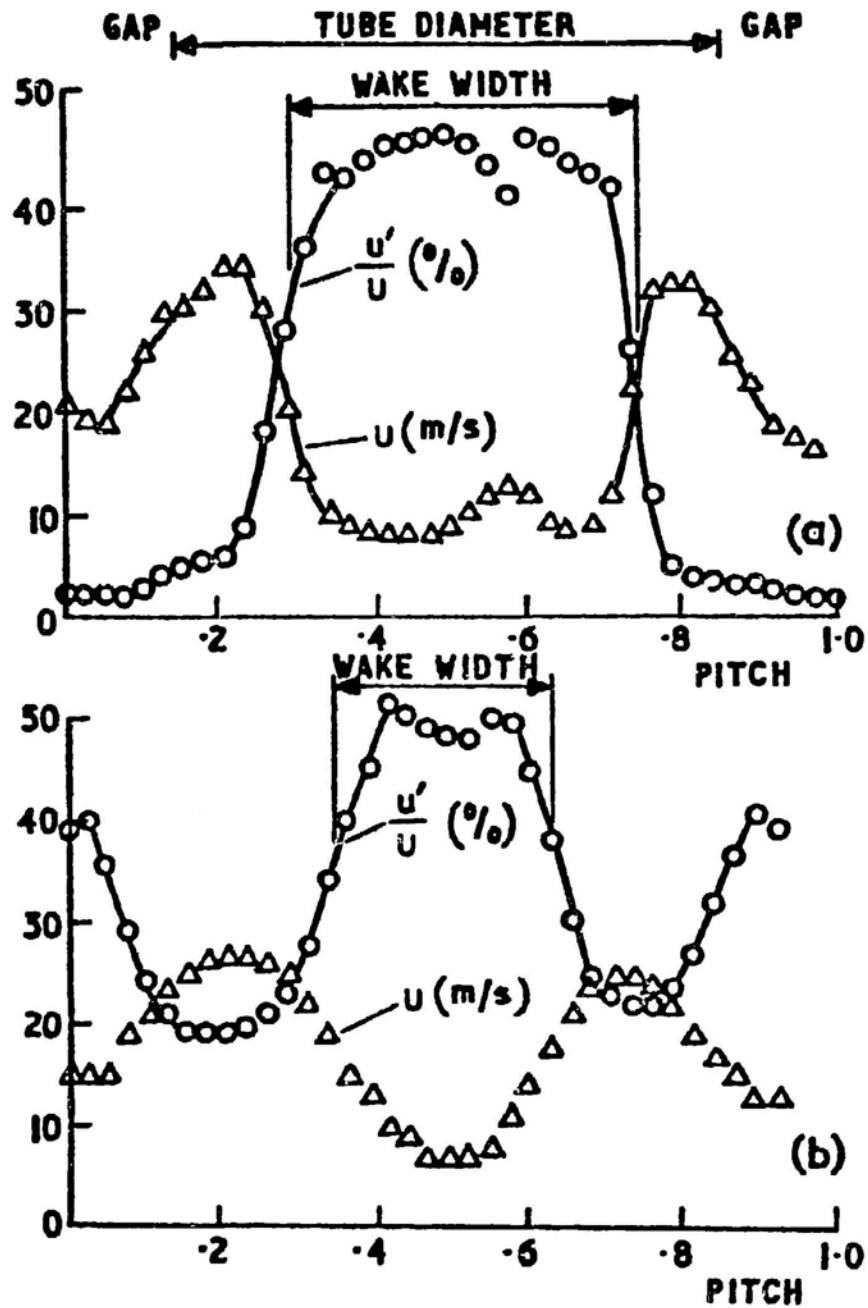 GAP TUBE DIAMETER GAP
WAKE WIDTH
50
40
30
20
10
0
u'/U (%)
U (m/s)
(a)
.2 .4 .6 .8 1.0
PITCH
WAKE WIDTH
50
40
30
20
10
0
u'/U (%)
U (m/s)
(b)
.2 .4 .6 .8 1.0
PITCH